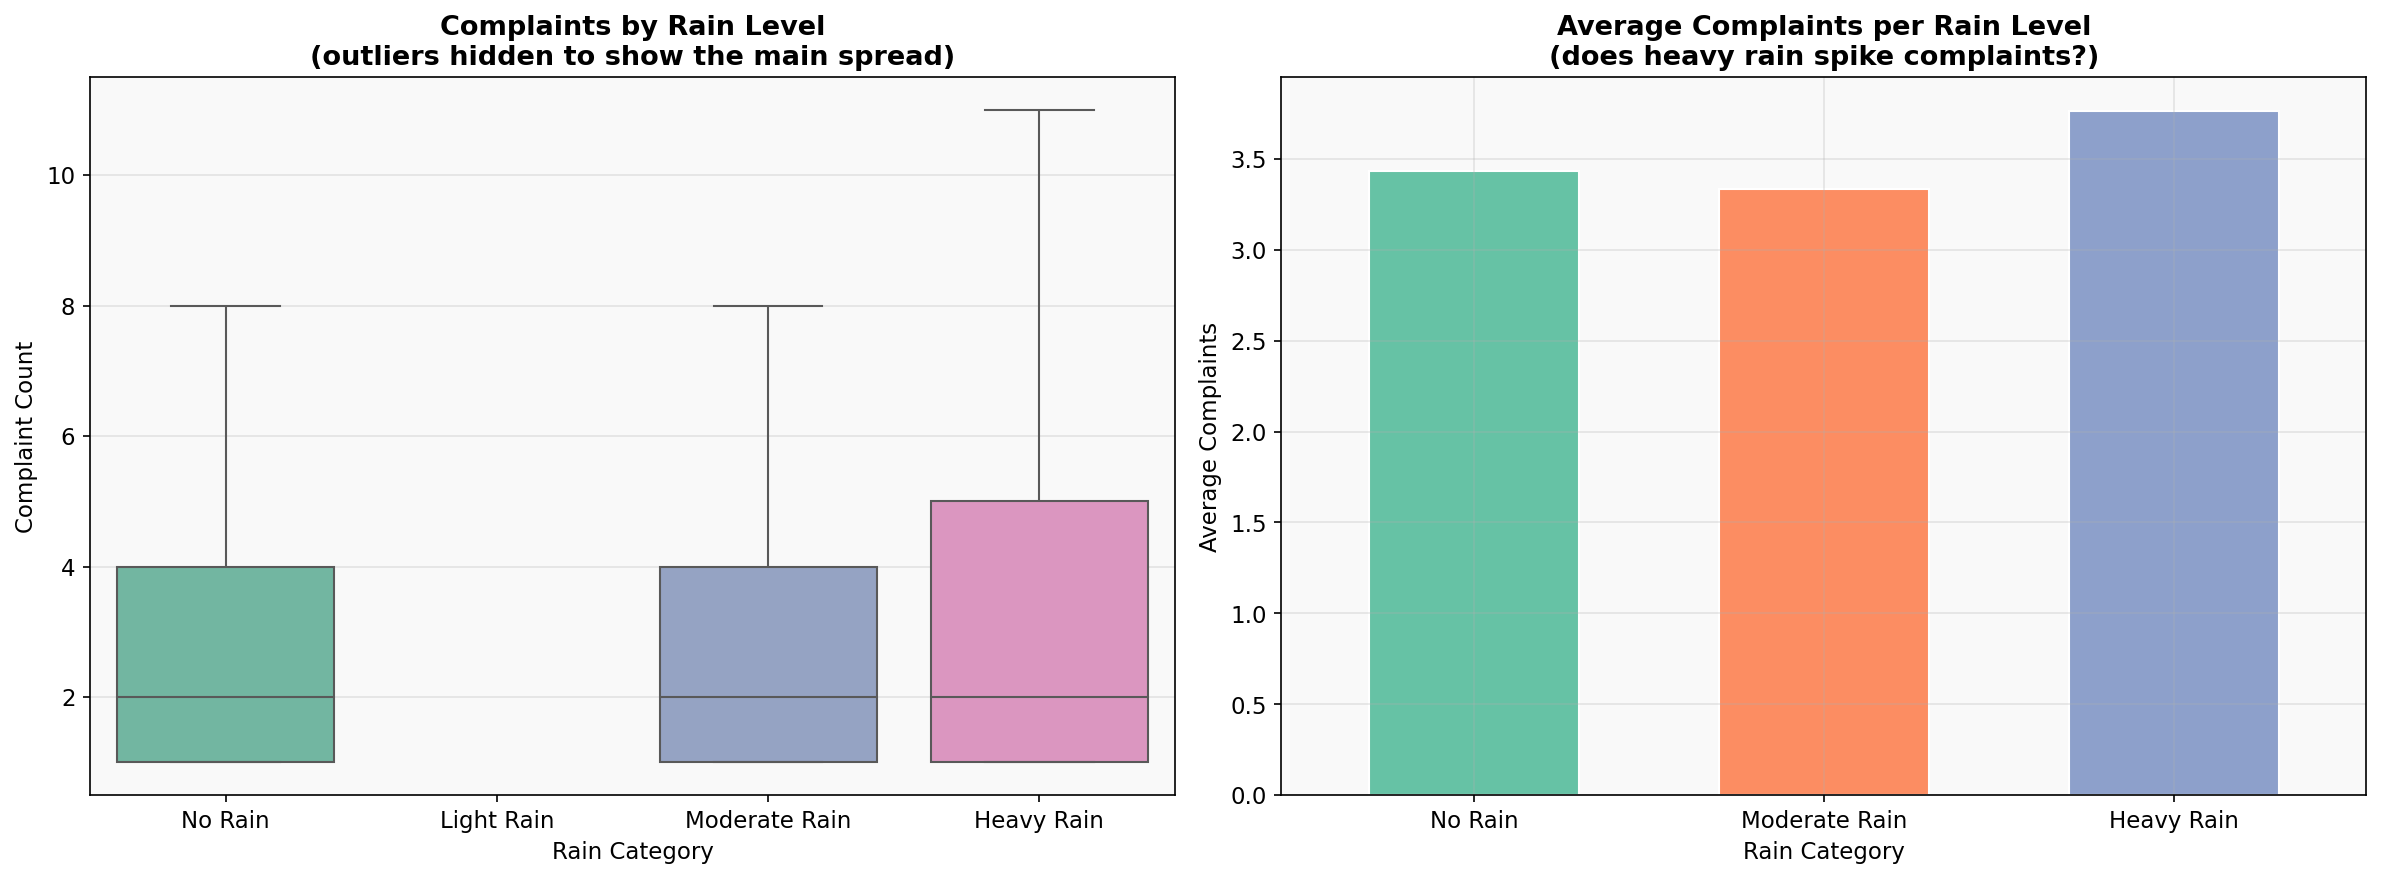 Complaints by Rain Level
(outliers hidden to show the main spread)
Complaint Count
10
8
6
4
2
No Rain
Light Rain
Moderate Rain
Heavy Rain
Rain Category
Average Complaints per Rain Level
(does heavy rain spike complaints?)
Average Complaints
3.5
3.0
2.5
2.0
1.5
1.0
0.5
0.0
No Rain
Moderate Rain
Heavy Rain
Rain Category